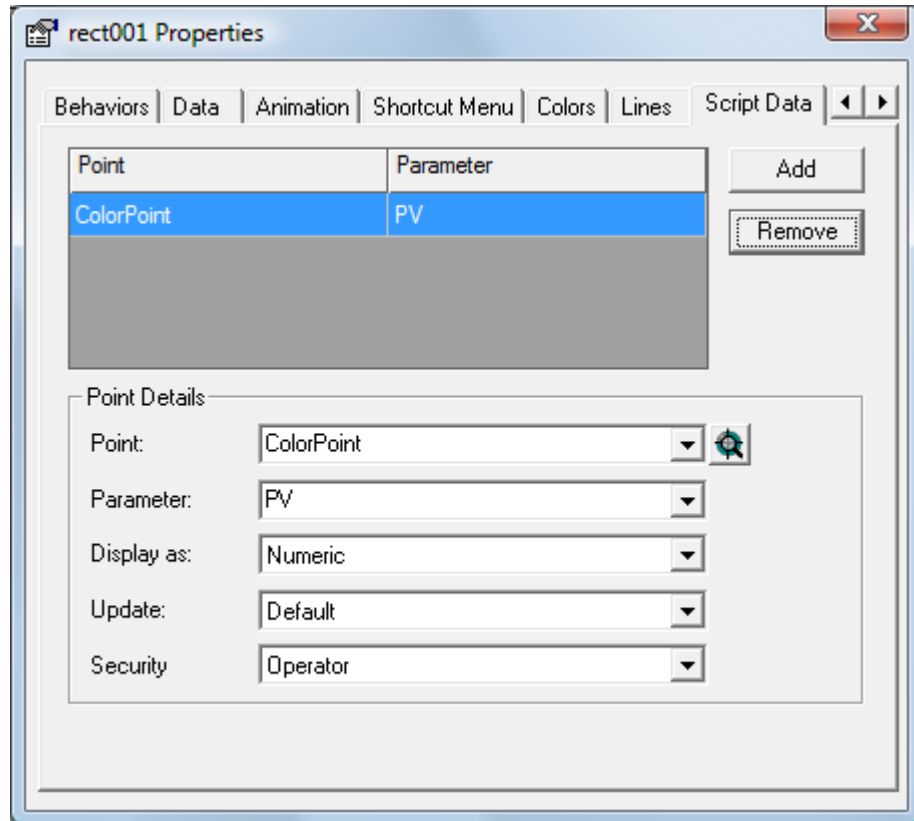 rect001 Properties
Behaviors Data Animation Shortcut Menu Colors Lines Script Data
Point Parameter Add
ColorPoint PV Remove
Point Details
Point: ColorPoint
Parameter: PV
Display as: Numeric
Update: Default
Security Operator